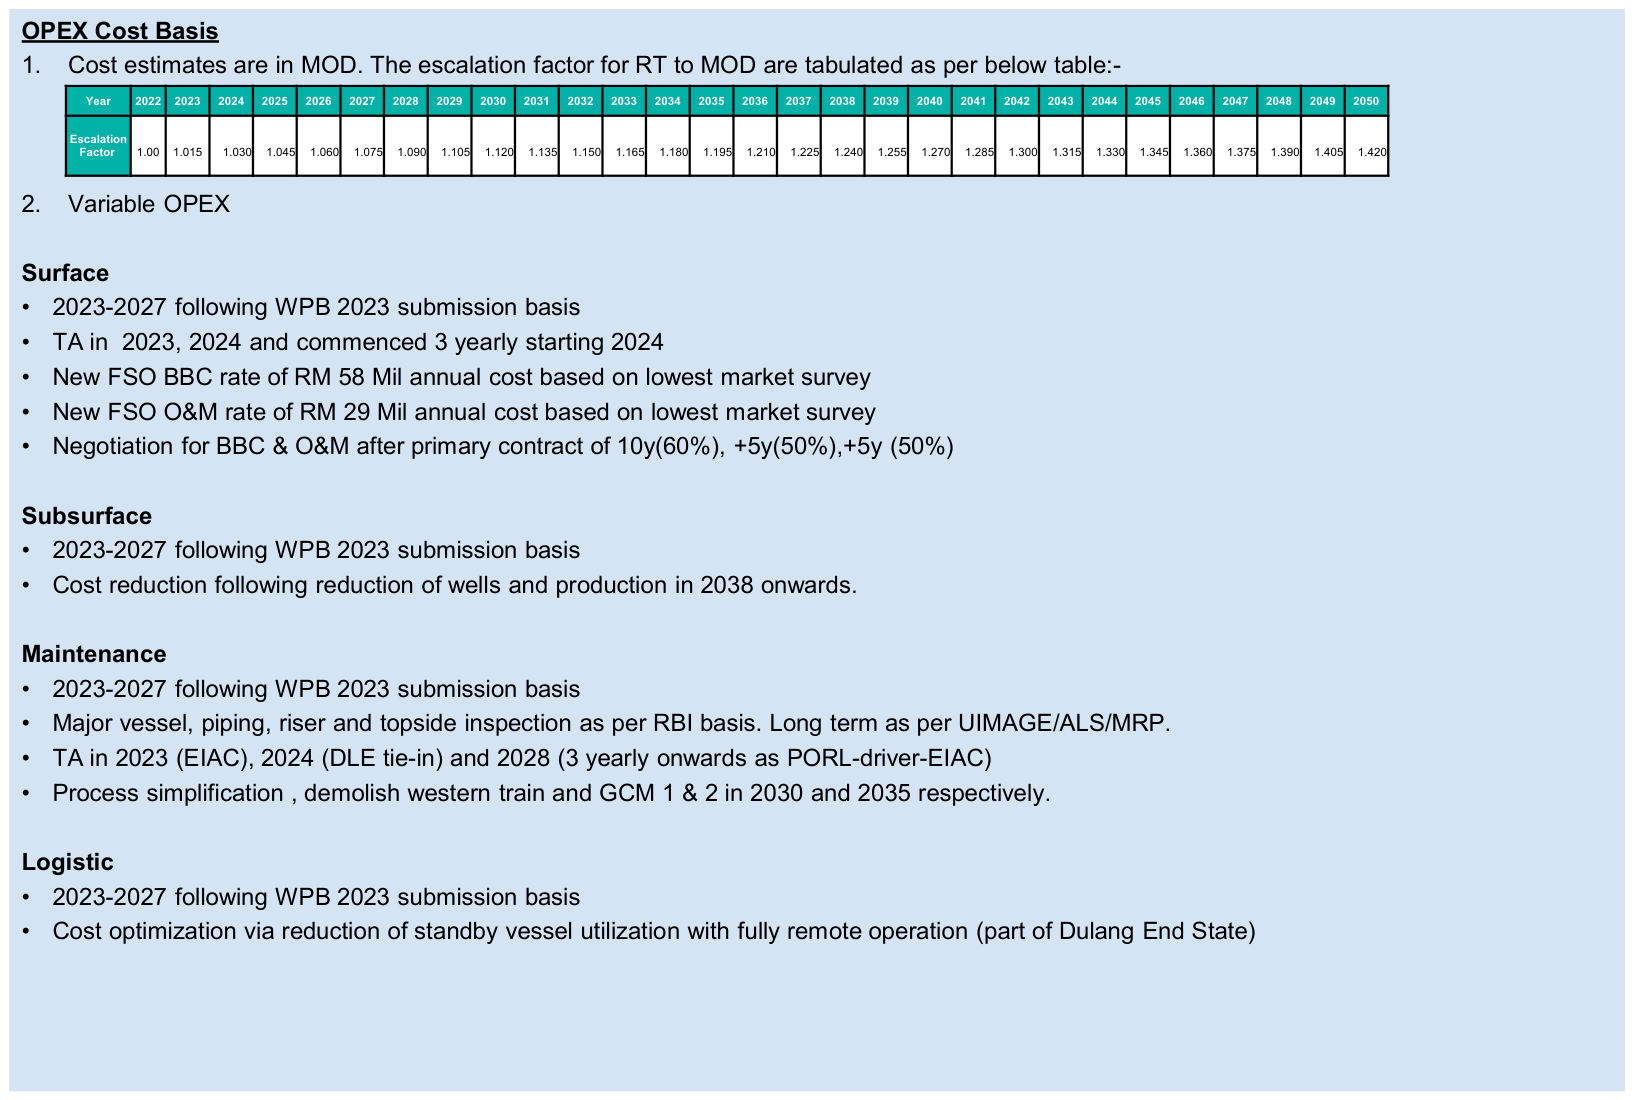 OPEX Cost Basis
1. Cost estimates are in MOD. The escalation factor for RT to MOD are tabulated as per below table:-
Year 2022 2023 2024 2025 2026 2027 2028 2029 2030 2031 2032 2033 2034 2035 2036 2037 2038 2039 2040 2041 2042 2043 2044 2045 2046 2047 2048 2049 2050
Escalation
Factor 1.00 1.015 1.030 1.045 1.060 1.075 1.090 1.105 1.120 1.135 1.150 1.165 1.180 1.195 1.210 1.225 1.240 1.255 1.270 1.285 1.300 1.315 1.330 1.345 1.360 1.375 1.390 1.405 1.420
2. Variable OPEX
Surface
• 2023-2027 following WPB 2023 submission basis
• TA in  2023, 2024 and commenced 3 yearly starting 2024
• New FSO BBC rate of RM 58 Mil annual cost based on lowest market survey
• New FSO O&M rate of RM 29 Mil annual cost based on lowest market survey
• Negotiation for BBC & O&M after primary contract of 10y(60%), +5y(50%),+5y (50%)
Subsurface
• 2023-2027 following WPB 2023 submission basis
• Cost reduction following reduction of wells and production in 2038 onwards.
Maintenance
• 2023-2027 following WPB 2023 submission basis
• Major vessel, piping, riser and topside inspection as per RBI basis. Long term as per UIMAGE/ALS/MRP.
• TA in 2023 (EIAC), 2024 (DLE tie-in) and 2028 (3 yearly onwards as PORL-driver-EIAC)
• Process simplification , demolish western train and GCM 1 & 2 in 2030 and 2035 respectively.
Logistic
• 2023-2027 following WPB 2023 submission basis
• Cost optimization via reduction of standby vessel utilization with fully remote operation (part of Dulang End State)